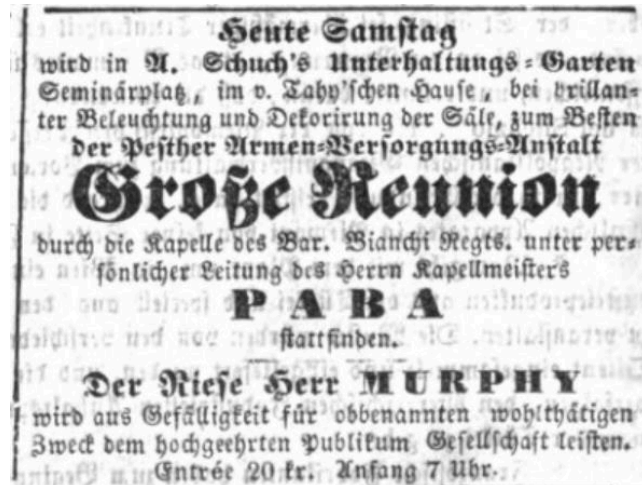 Heute Samstag
wird in A. Schuch's Unterhaltungs-Garten
Seminärplatz, im v. Tahy'schen Hause, bei brillan-
ter Beleuchtung und Dekorirung der Säle, zum Besten
der Pesther Armen-Versorgungs-Anstalt
Große Reunion
durch die Kapelle des Bar. Bianchi Regts. unter per-
sönlicher Leitung des Herrn Kapellmeisters
PABA
stattfinden.
Der Riese Herr MURPHY
wird aus Gefälligkeit für obbenannten wohlthätigen
Zweck dem hochgeehrten Publikum Gesellschaft leisten.
Entrée 20 kr. Anfang 7 Uhr.